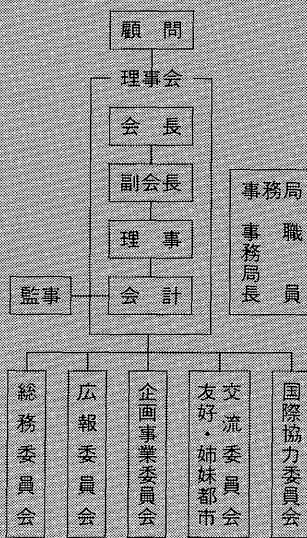 顧問
理事会
会長
副会長
理事
会計
監事
事務局
事務局長
職員
総務委員会
広報委員会
企画事業委員会
友好・姉妹都市
交流委員会
国際協力委員会